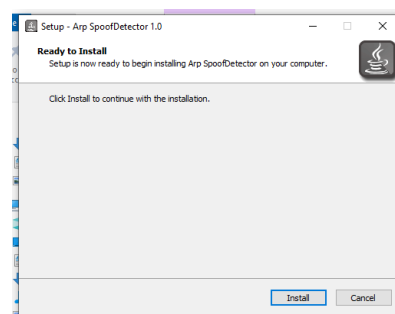 Setup - Arp SpoofDetector 1.0
Ready to Install
Setup is now ready to begin installing Arp SpoofDetector on your computer.
Click Install to continue with the installation.
Install
Cancel